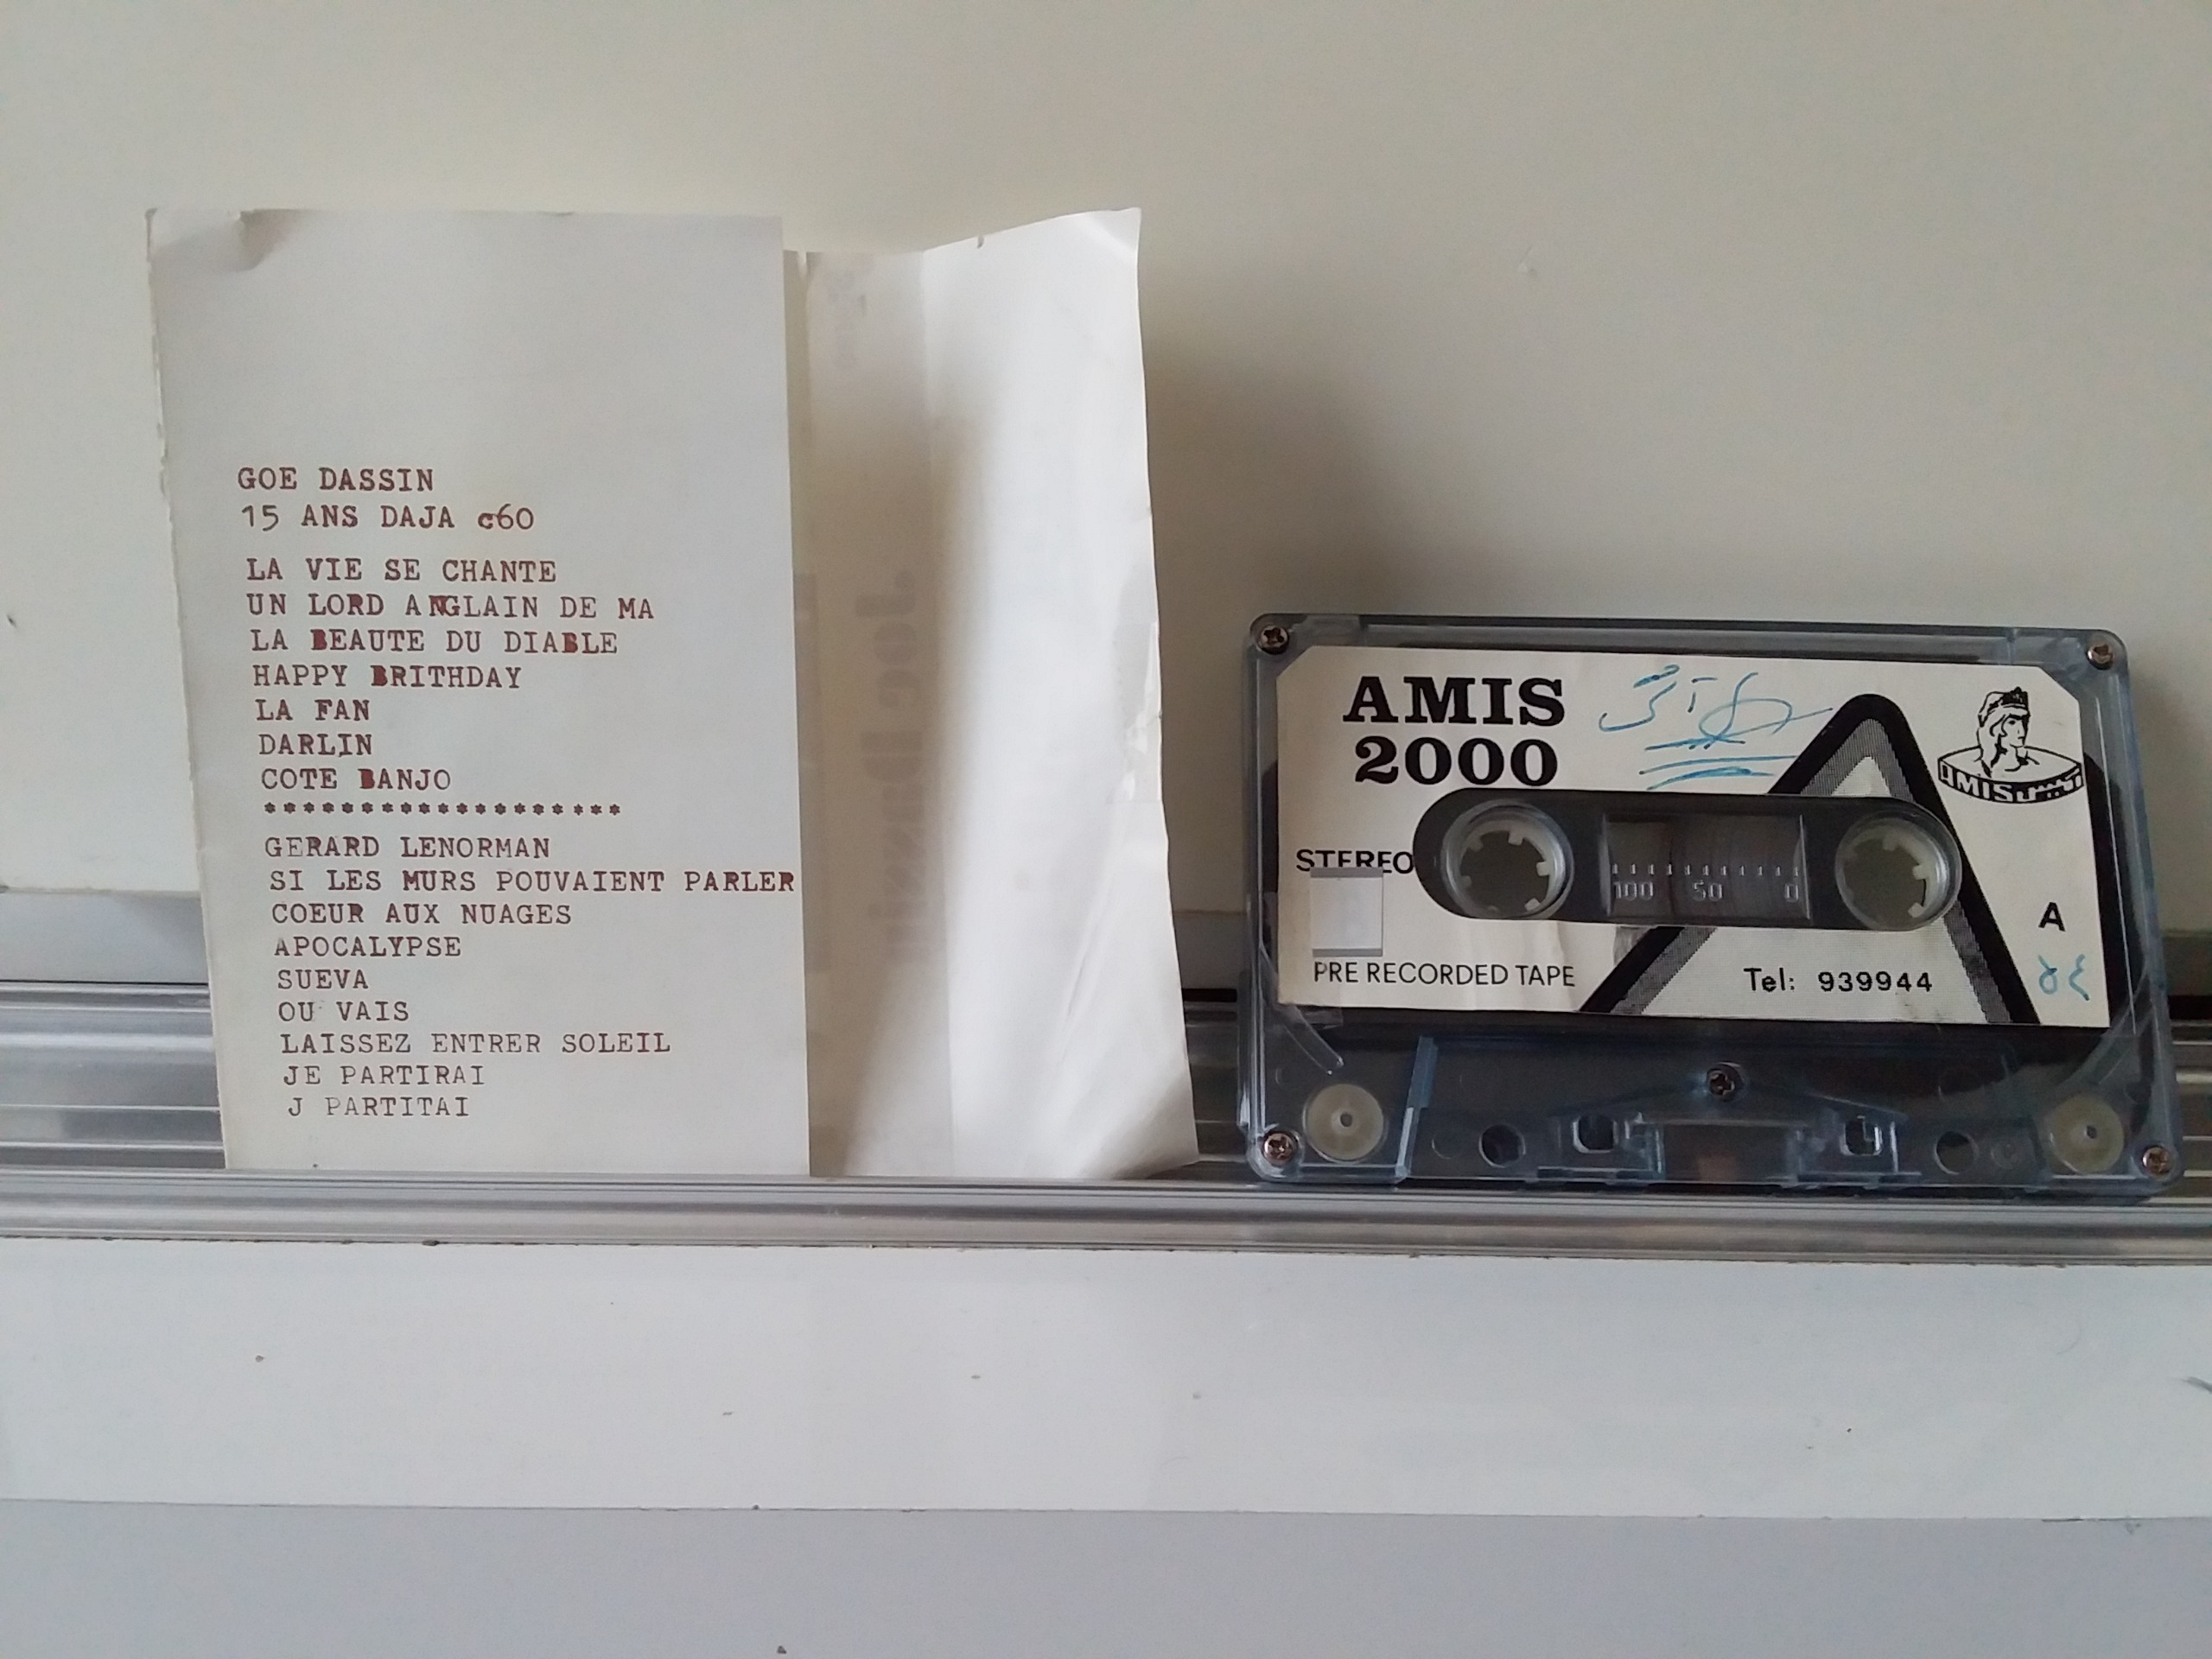 GOE DASSIN
15 ANS DAJA c60
LA VIE SE CHANTE
UN LORD ANGLAIN DE MA
LA BEAUTE DU DIABLE
HAPPY BRITHDAY
LA FAN
DARLIN
COTE BANJO
*******************
GERARD LENORMAN
SI LES MURS POUVAIENT PARLER
COEUR AUX NUAGES
APOCALYPSE
SUEVA
OU VAIS
LAISSEZ ENTRER SOLEIL
JE PARTIRAI
J PARTITAI
Joe Dassin
AMIS
2000
AMIS
STEREO
100 50 0
A
PRE RECORDED TAPE
Tel: 939944